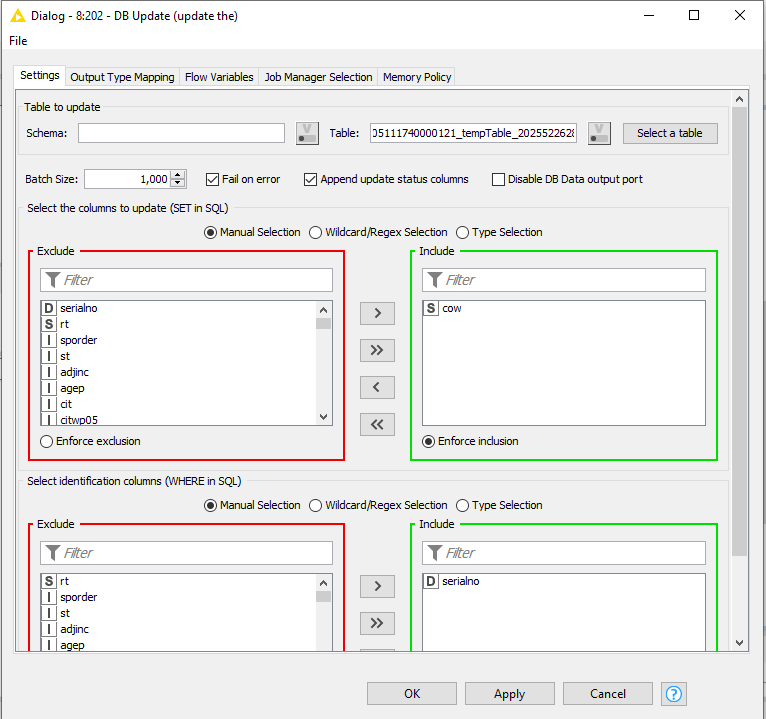 Dialog - 8:202 - DB Update (update the)
File
Settings Output Type Mapping Flow Variables Job Manager Selection Memory Policy
Table to update
Schema: V Table: 05111740000121_tempTable_2025522628 V Select a table
Batch Size: 1,000 Fail on error Append update status columns Disable DB Data output port
Select the columns to update (SET in SQL)
Manual Selection Wildcard/Regex Selection Type Selection
Exclude
Filter
D serialno
S rt
I sporder
I st
I adjinc
I agep
I cit
I citwp05
Enforce exclusion
>
>>
<
<<
Include
Filter
S cow
Enforce inclusion
Select identification columns (WHERE in SQL)
Manual Selection Wildcard/Regex Selection Type Selection
Exclude
Filter
S rt
I sporder
I st
I adjinc
I agep
>
>>
Include
Filter
D serialno
OK Apply Cancel ?